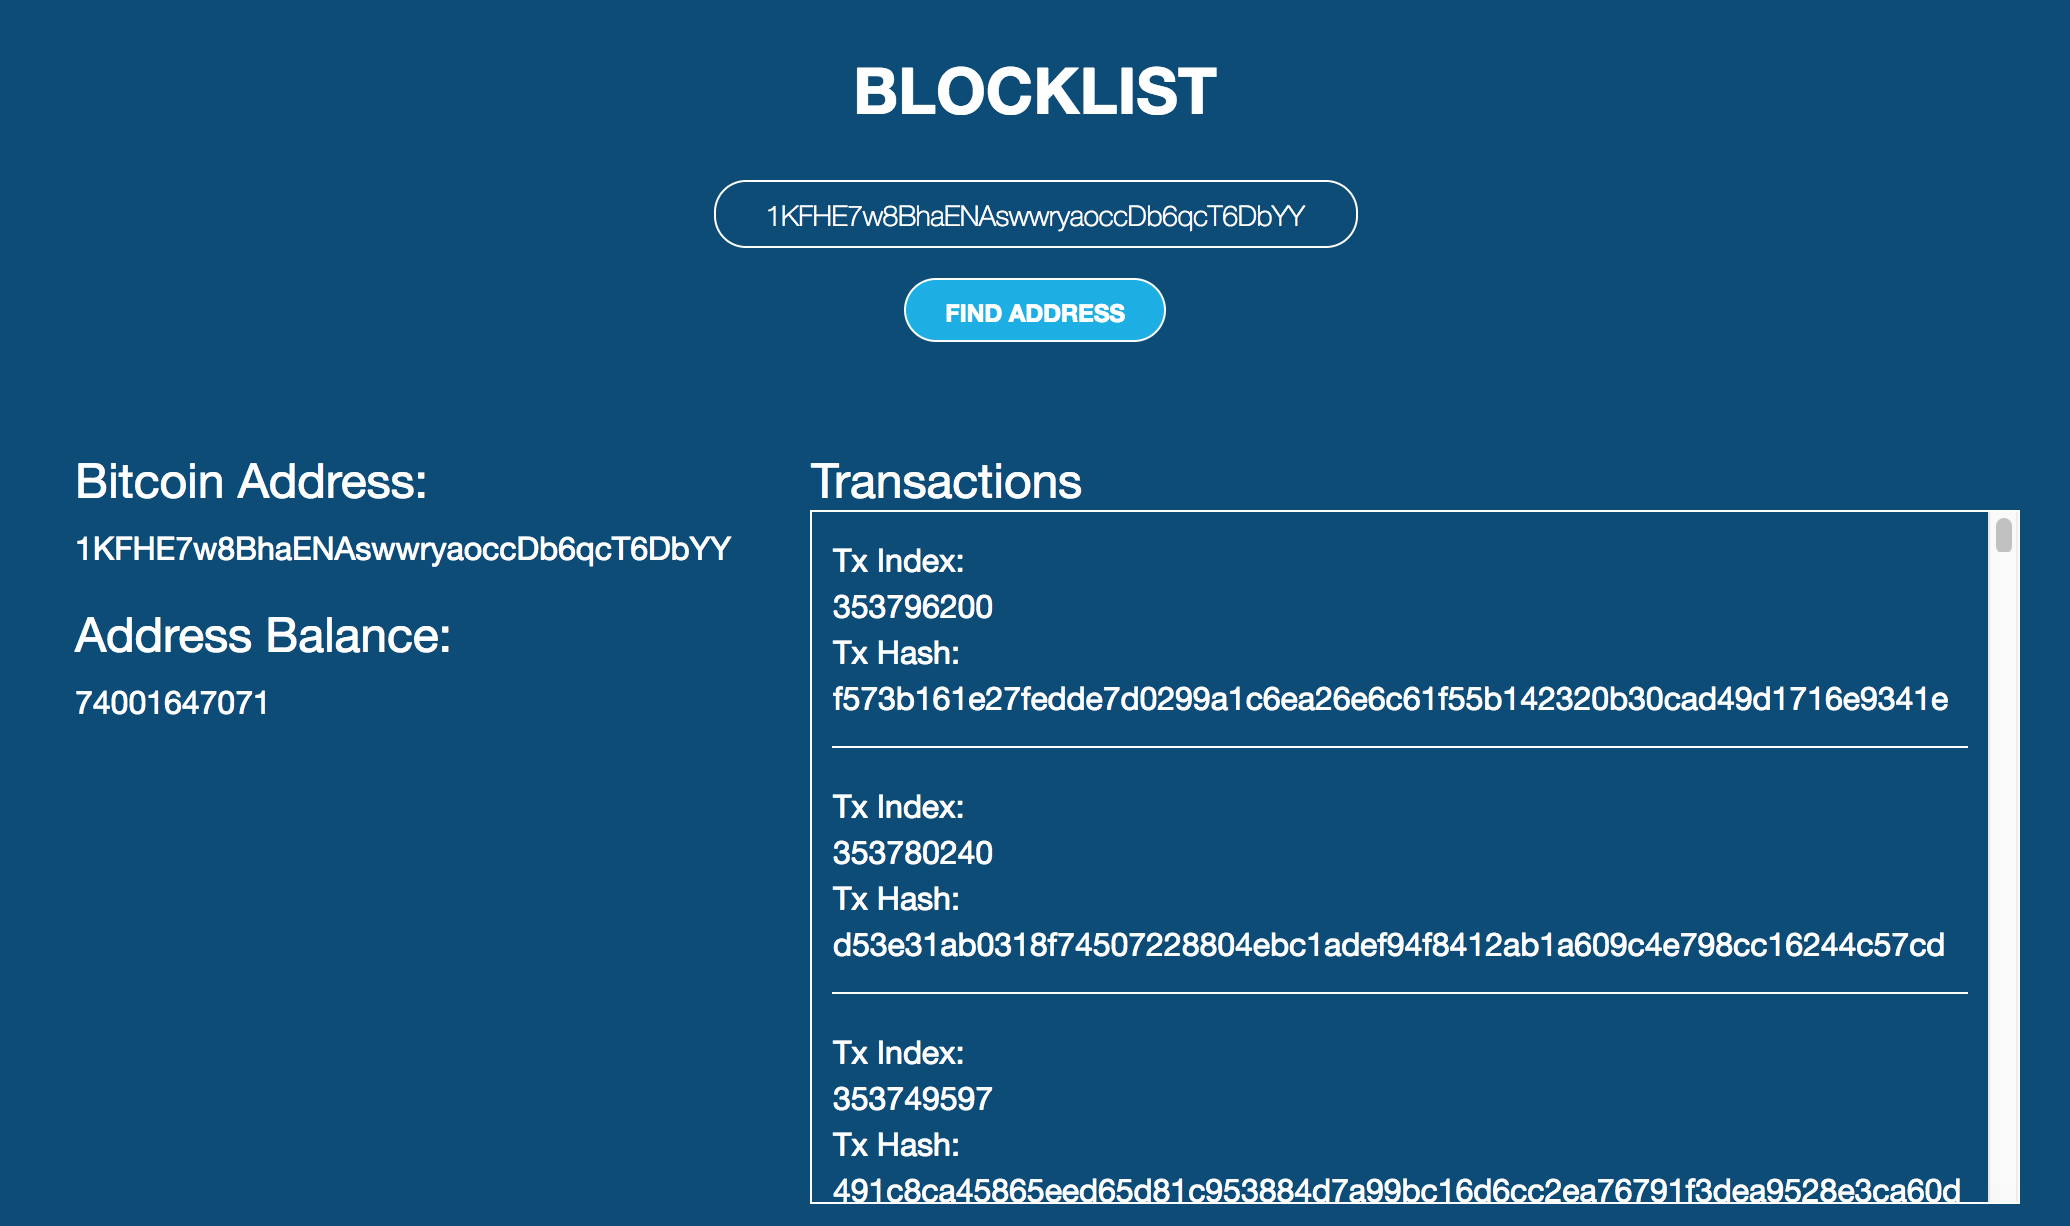 BLOCKLIST
1KFHE7w8BhaENAswwryaoccDb6qcT6DbYY
FIND ADDRESS
Bitcoin Address:
1KFHE7w8BhaENAswwryaoccDb6qcT6DbYY
Address Balance:
74001647071
Transactions
Tx Index:
353796200
Tx Hash:
f573b161e27fedde7d0299a1c6ea26e6c61f55b142320b30cad49d1716e9341e
Tx Index:
353780240
Tx Hash:
d53e31ab0318f74507228804ebc1adef94f8412ab1a609c4e798cc16244c57cd
Tx Index:
353749597
Tx Hash:
491c8ca45865eed65d81c953884d7a99bc16d6cc2ea76791f3dea9528e3ca60d